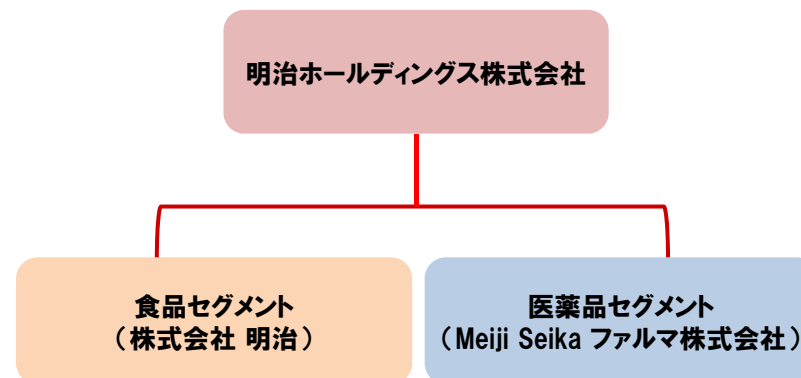 明治ホールディングス株式会社
食品セグメント
（株式会社 明治）
医薬品セグメント
（Meiji Seika ファルマ株式会社）